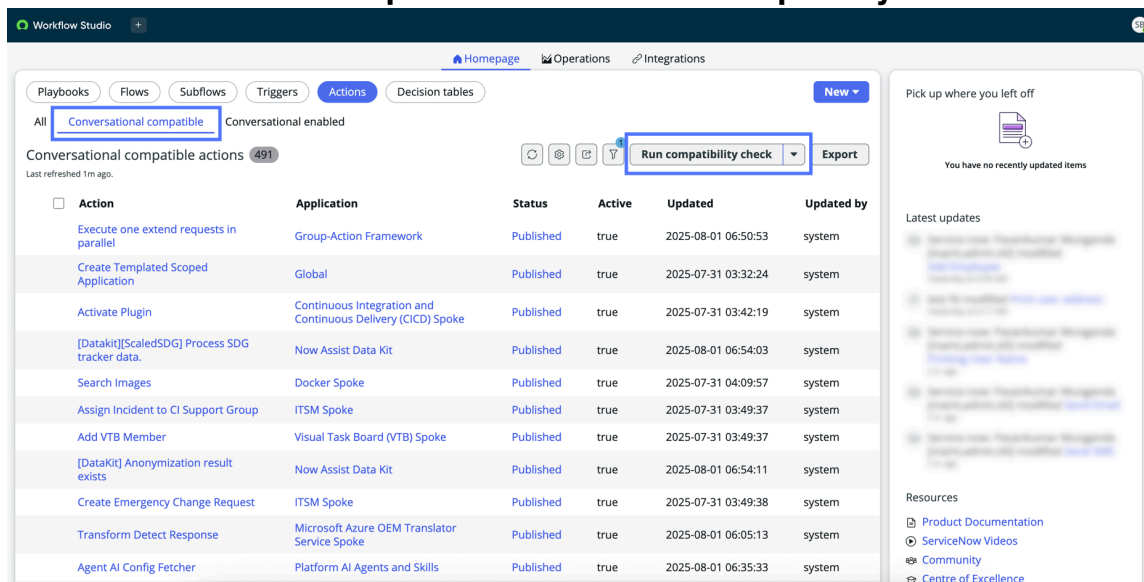 Workflow Studio +
SB
Homepage Operations Integrations
Playbooks Flows Subflows Triggers Actions Decision tables New
All Conversational compatible Conversational enabled
Conversational compatible actions 491
Last refreshed 1m ago.
1
Run compatibility check Export
Action Application Status Active Updated Updated by
Execute one extend requests in
parallel
Group-Action Framework Published true 2025-08-01 06:50:53 system
Create Templated Scoped
Application
Global Published true 2025-07-31 03:32:24 system
Activate Plugin
Continuous Integration and
Continuous Delivery (CICD) Spoke
Published true 2025-07-31 03:42:19 system
[Datakit][ScaledSDG] Process SDG
tracker data.
Now Assist Data Kit Published true 2025-08-01 06:54:03 system
Search Images Docker Spoke Published true 2025-07-31 04:09:57 system
Assign Incident to CI Support Group ITSM Spoke Published true 2025-07-31 03:49:37 system
Add VTB Member Visual Task Board (VTB) Spoke Published true 2025-07-31 03:49:37 system
[DataKit] Anonymization result
exists
Now Assist Data Kit Published true 2025-08-01 06:54:11 system
Create Emergency Change Request ITSM Spoke Published true 2025-07-31 03:49:38 system
Transform Detect Response
Microsoft Azure OEM Translator
Service Spoke
Published true 2025-08-01 06:05:13 system
Agent AI Config Fetcher Platform AI Agents and Skills Published true 2025-08-01 06:35:33 system
Pick up where you left off
You have no recently updated items
Latest updates
Resources
Product Documentation
ServiceNow Videos
Community
Centre of Excellence